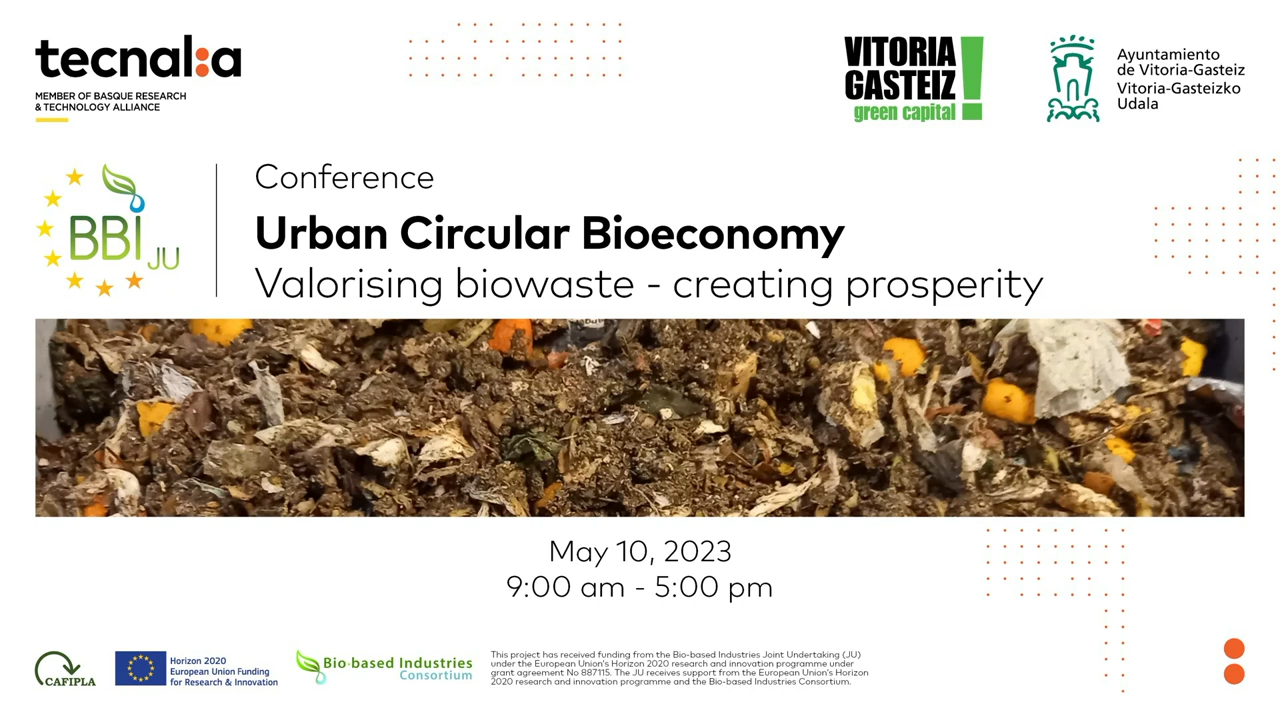 tecnal:a
MEMBER OF BASQUE RESEARCH
& TECHNOLOGY ALLIANCE
VITORIA
GASTEIZ
green capital
!
Ayuntamiento
de Vitoria-Gasteiz
Vitoria-Gasteizko
Udala
BBI JU
Conference
Urban Circular Bioeconomy
Valorising biowaste - creating prosperity
May 10, 2023
9:00 am - 5:00 pm
CAFIPLA
Horizon 2020
European Union Funding
for Research & Innovation
Bio-based Industries
Consortium
This project has received funding from the Bio-based Industries Joint Undertaking (JU)
under the European Union's Horizon 2020 research and innovation programme under
grant agreement No 887115. The JU receives support from the European Union's Horizon
2020 research and innovation programme and the Bio-based Industries Consortium.